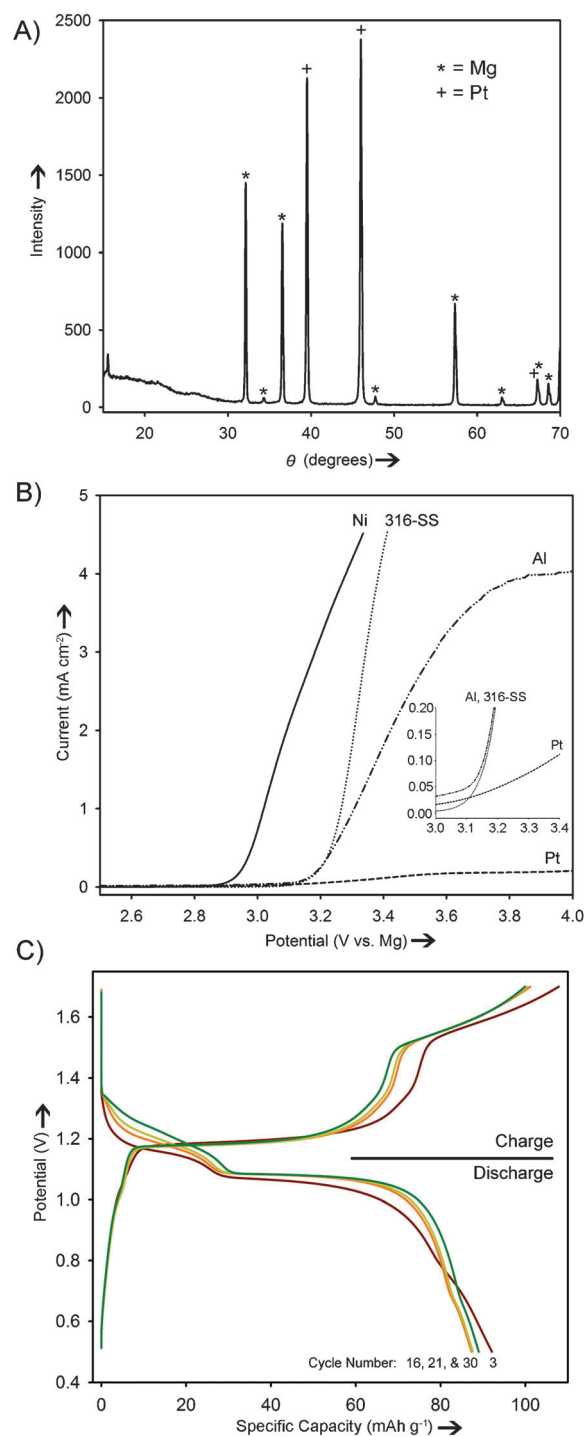 A)
2500
2000
1500
1000
500
0
Intensity →
* = Mg
+ = Pt
+
+
*
*
*
*
*
*
+
*
*
20 30 40 50 60 70
θ (degrees) →
B)
5
4
3
2
1
0
Current (mA cm⁻²) →
Ni 316-SS
Al
Al, 316-SS
0.20
0.15
0.10
0.05
0.00
Pt
3.0 3.1 3.2 3.3 3.4
Pt
2.6 2.8 3.0 3.2 3.4 3.6 3.8 4.0
Potential (V vs. Mg) →
C)
1.6
1.4
1.2
1.0
0.8
0.6
0.4
Potential (V) →
Charge
Discharge
Cycle Number: 16, 21, & 30 3
0 20 40 60 80 100
Specific Capacity (mAh g⁻¹) →